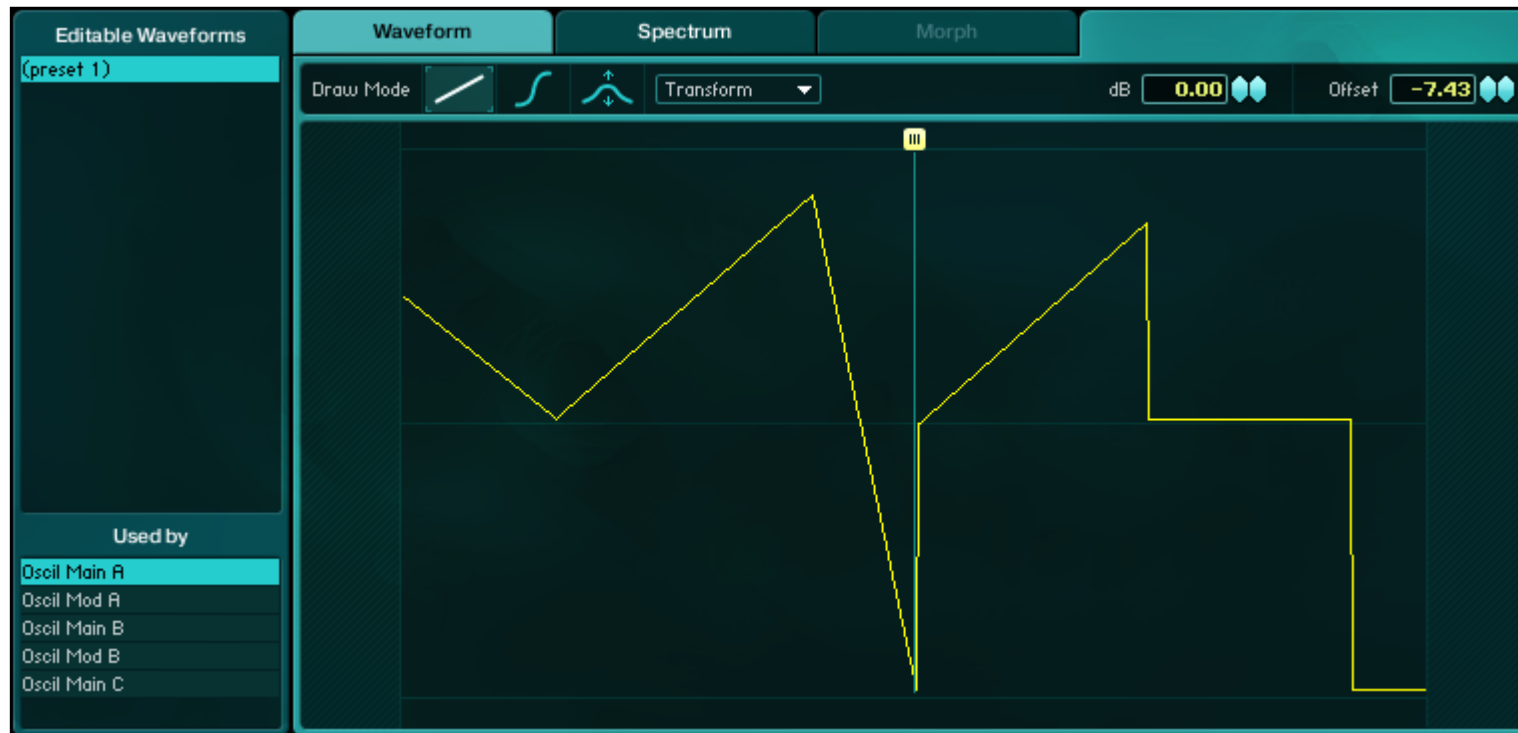 Editable Waveforms
(preset 1)
Used by
Oscil Main A
Oscil Mod A
Oscil Main B
Oscil Mod B
Oscil Main C
Waveform Spectrum Morph
Draw Mode Transform dB 0.00 Offset -7.43